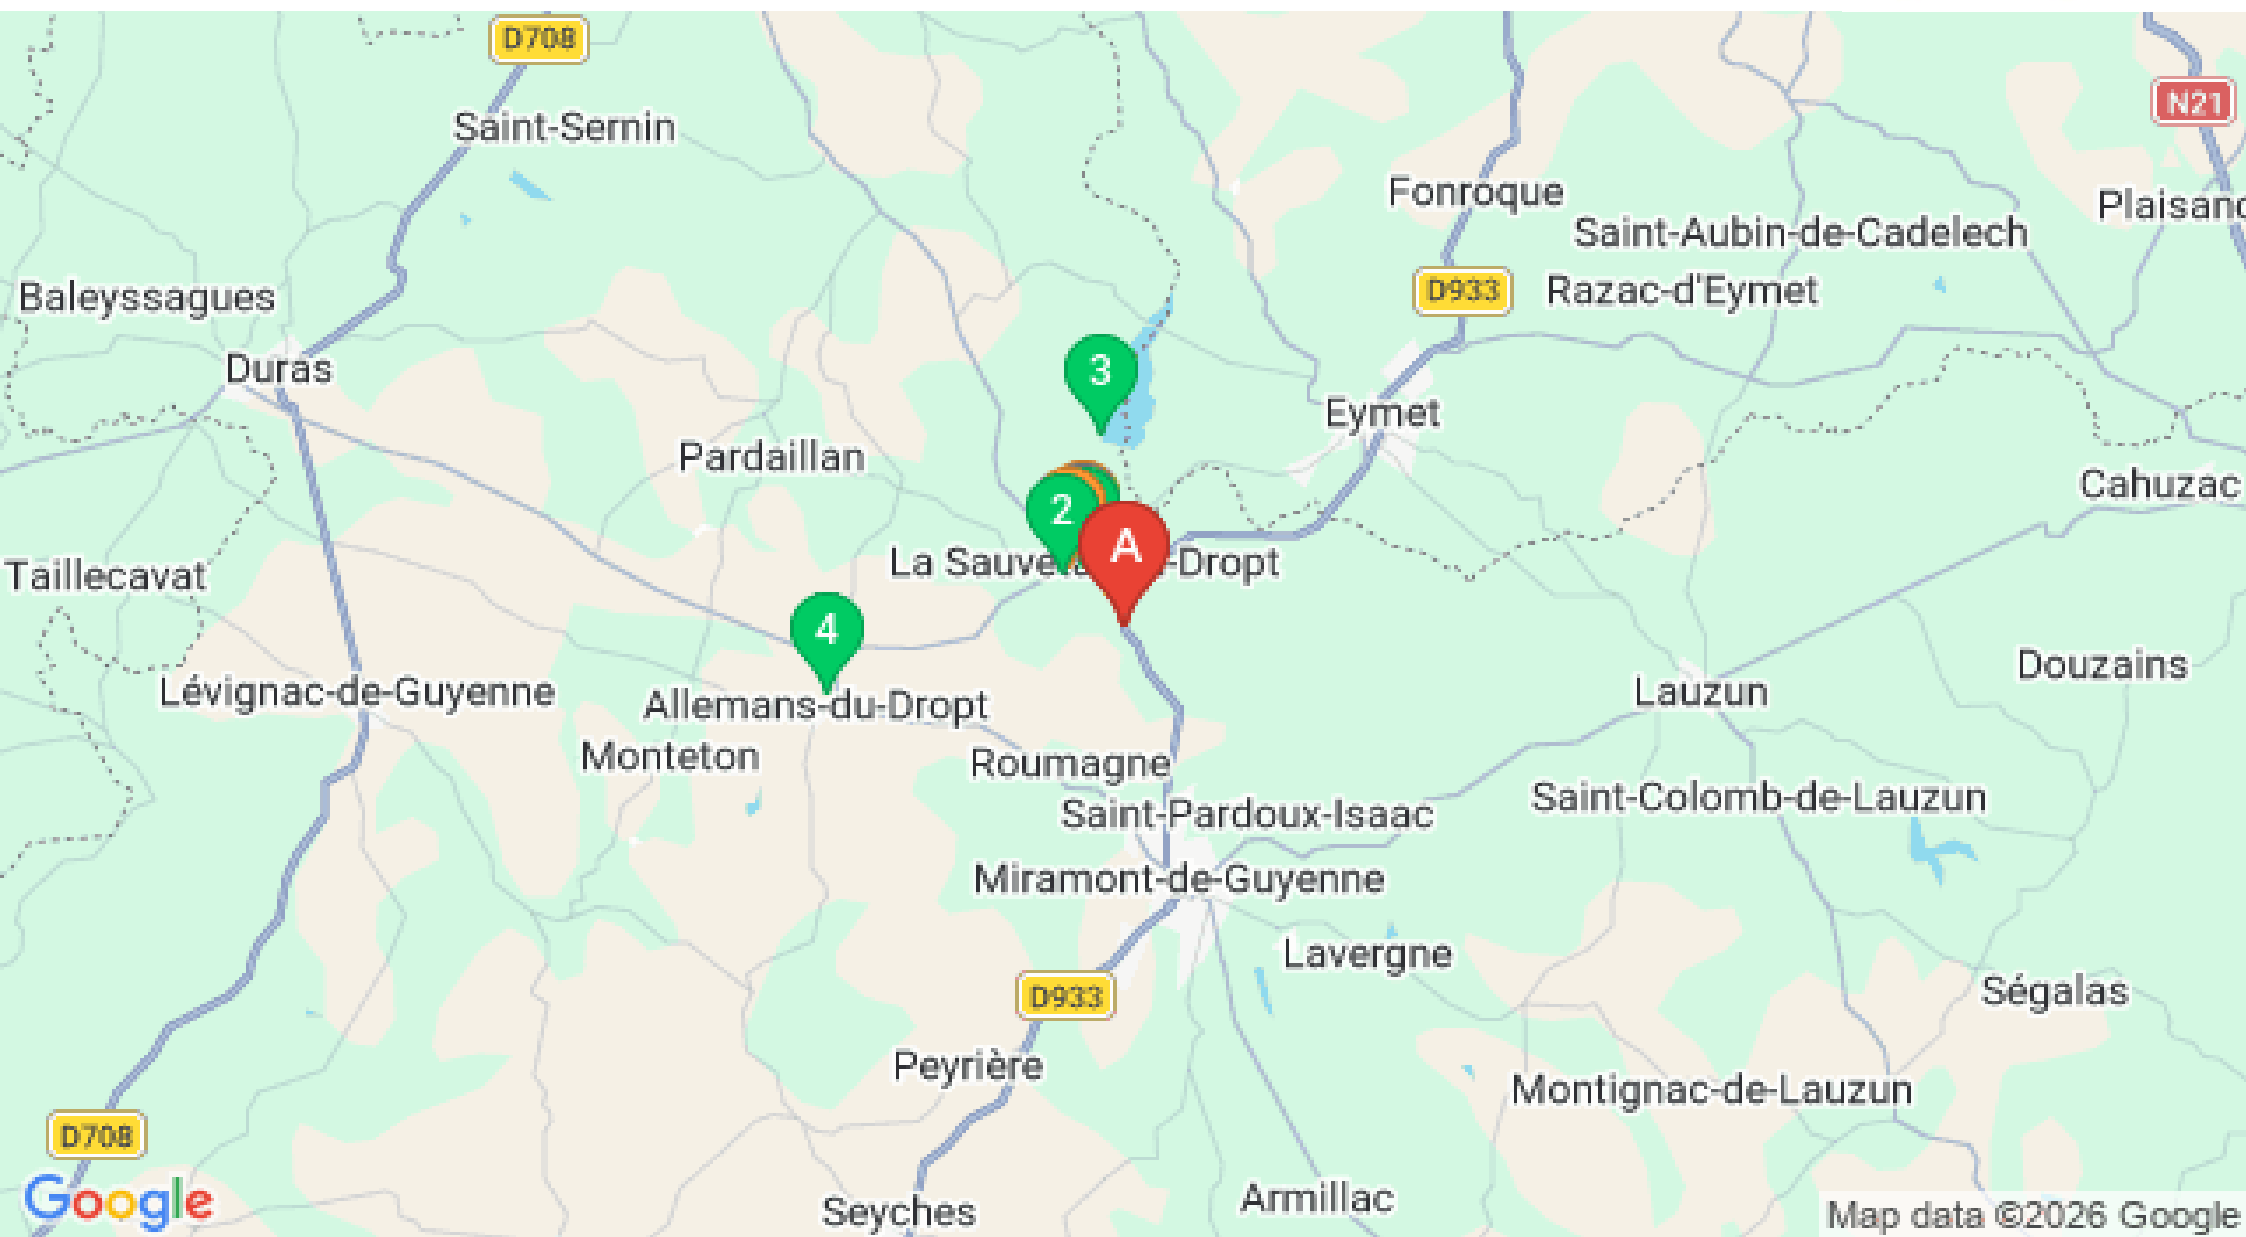 D708
Saint-Sernin
N21
Fonroque
Plaisanc
Saint-Aubin-de-Cadelech
Baleyssagues
D933
Razac-d'Eymet
Duras
3
Eymet
Pardaillan
Cahuzac
2
A
La Sauve
-Dropt
Taillecavat
4
Lévignac-de-Guyenne
Allemans-du-Dropt
Lauzun
Douzains
Monteton
Roumagne
Saint-Colomb-de-Lauzun
Saint-Pardoux-Isaac
Miramont-de-Guyenne
Lavergne
D933
Ségalas
Peyrière
Montignac-de-Lauzun
D708
Google
Seyches
Armillac
Map data ©2026 Google